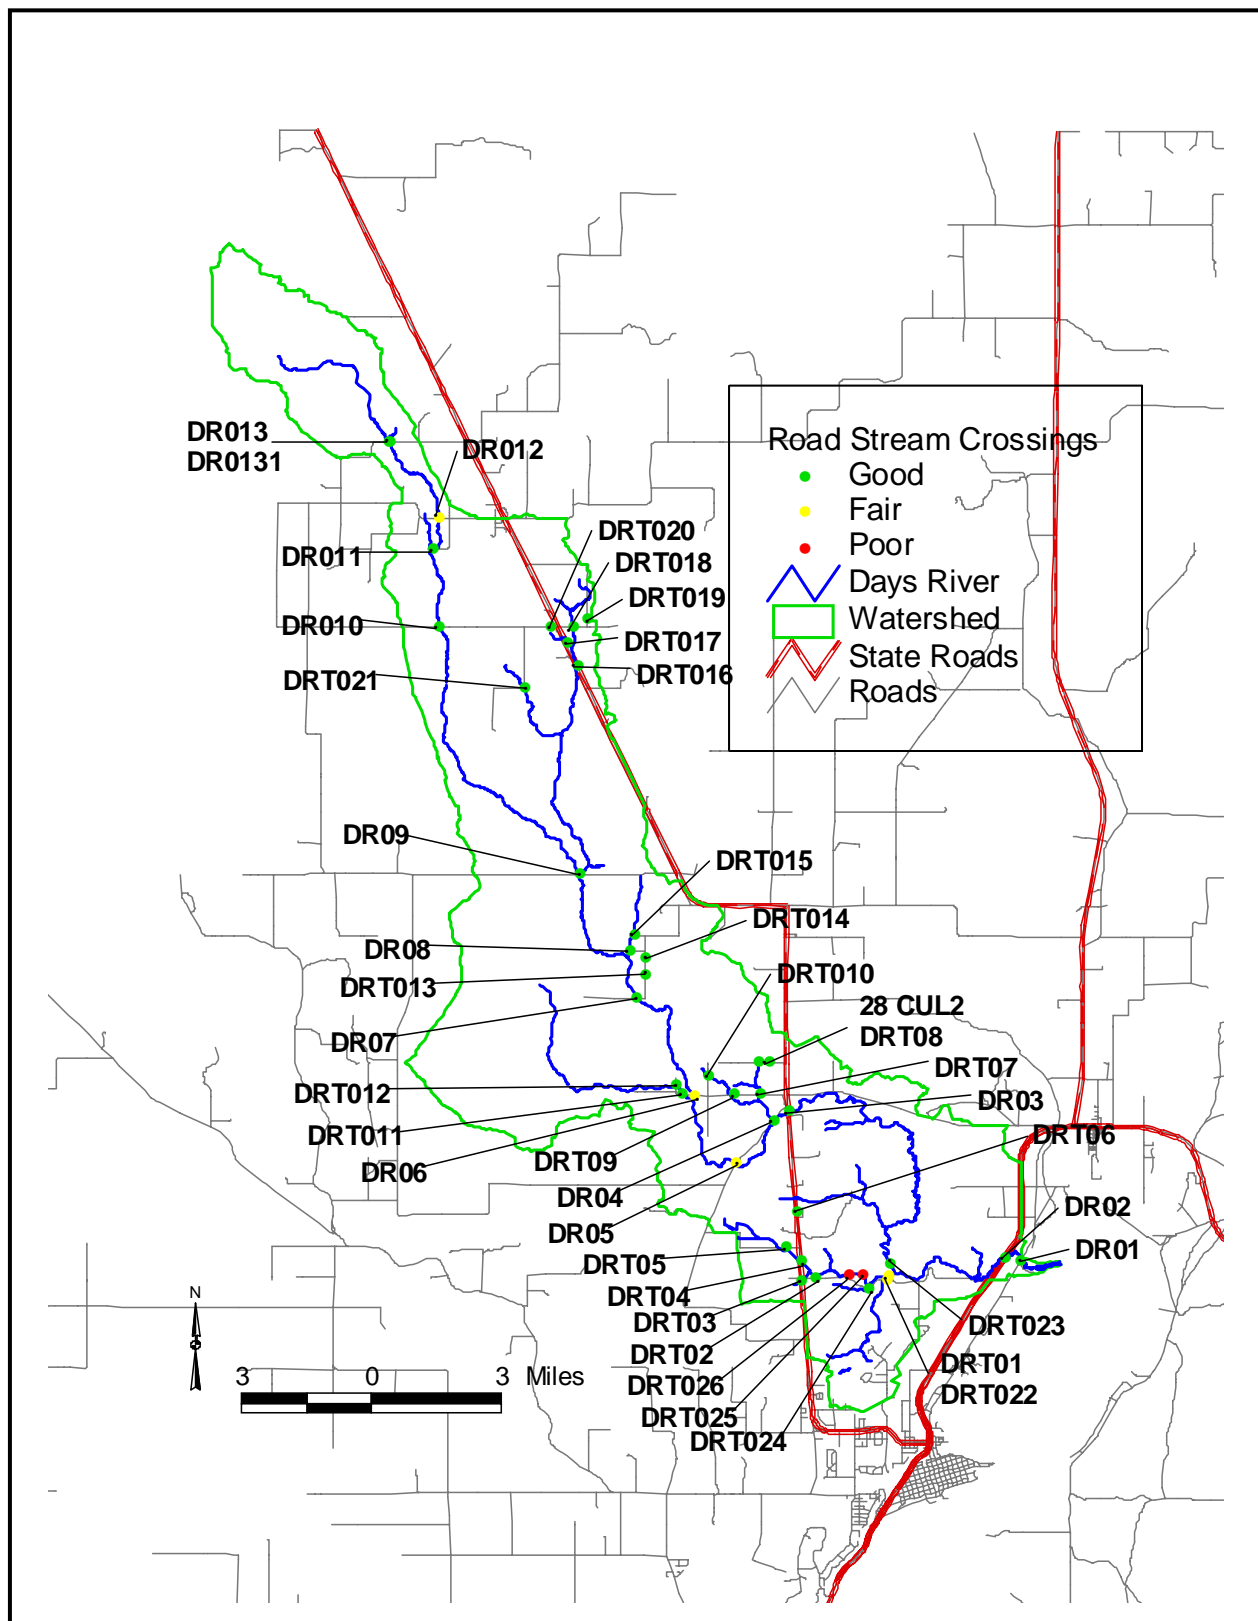 Road Stream Crossings
Good
Fair
Poor
Days River
Watershed
State Roads
Roads
DR013
DR0131
DR012
DRT020
DRT018
DR011
DRT019
DR010
DRT017
DRT016
DRT021
DR09
DRT015
DRT014
DR08
DRT010
DRT013
28 CUL2
DRT08
DR07
DRT07
DRT012
DR03
DRT011
DRT06
DR06
DRT09
DR04
DR05
DR02
DR01
DRT05
DRT04
DRT03
DRT023
DRT02
DRT01
DRT026
DRT022
DRT025
DRT024
N
3 0 3 Miles